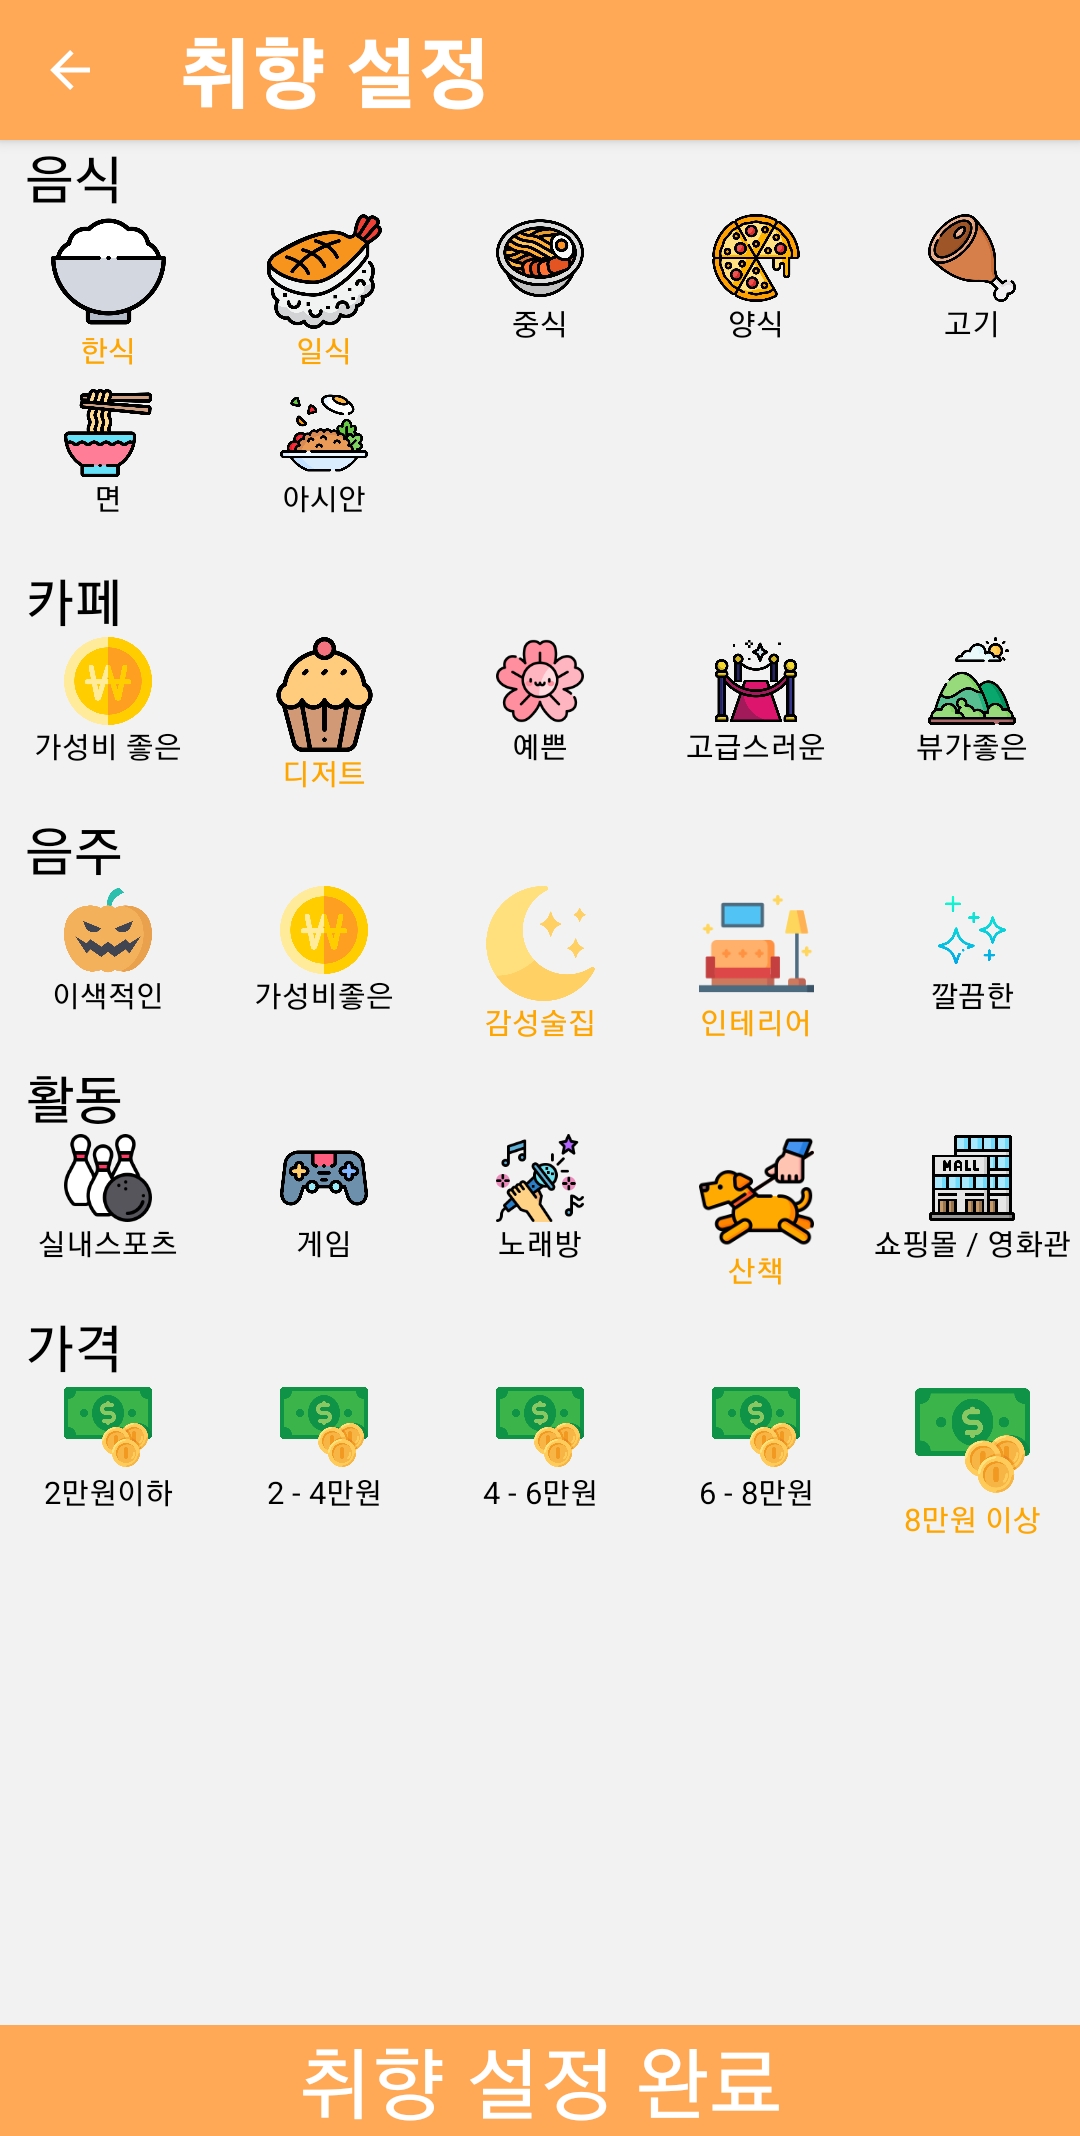 취향 설정
음식
한식 일식 중식 양식 고기
면 아시안
카페
가성비 좋은 디저트 예쁜 고급스러운 뷰가좋은
음주
이색적인 가성비좋은 감성술집 인테리어 깔끔한
활동
MALL
실내스포츠 게임 노래방 산책 쇼핑몰 / 영화관
가격
2만원이하 2 - 4만원 4 - 6만원 6 - 8만원 8만원 이상
취향 설정 완료